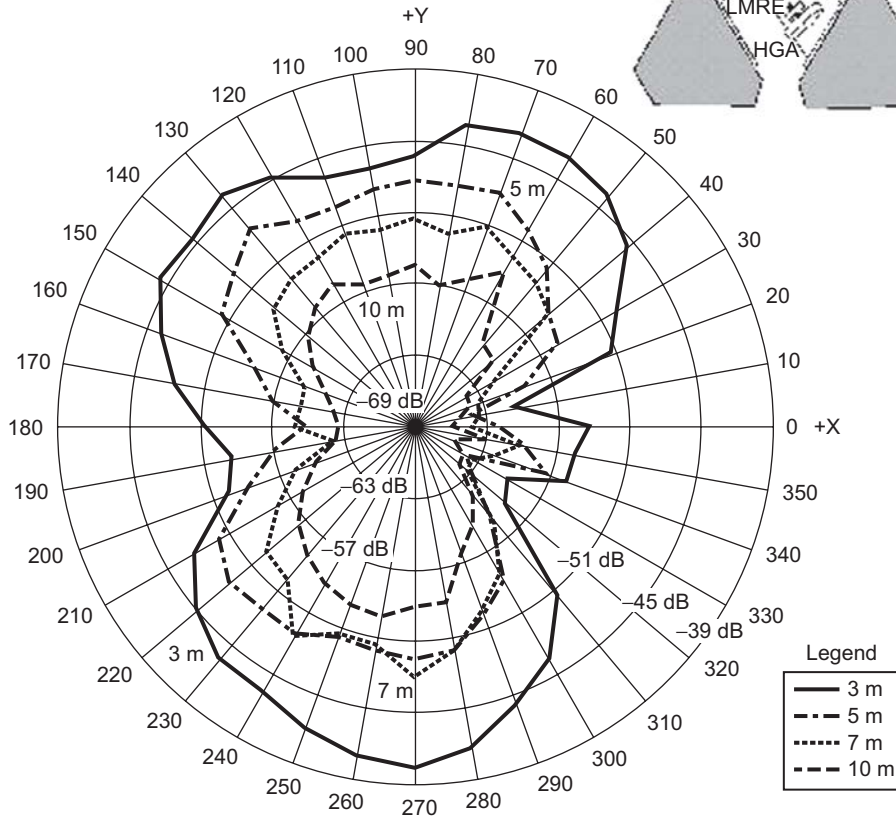 LMRE
HGA
+Y
90
100
80
110
70
120
60
130
50
140
40
150
30
160
20
170
10
180
0 +X
190
350
200
340
210
330
220
320
230
310
240
300
250
290
260
280
270
5 m
10 m
–69 dB
–63 dB
–57 dB
–51 dB
–45 dB
–39 dB
3 m
7 m
Legend
3 m
5 m
7 m
10 m